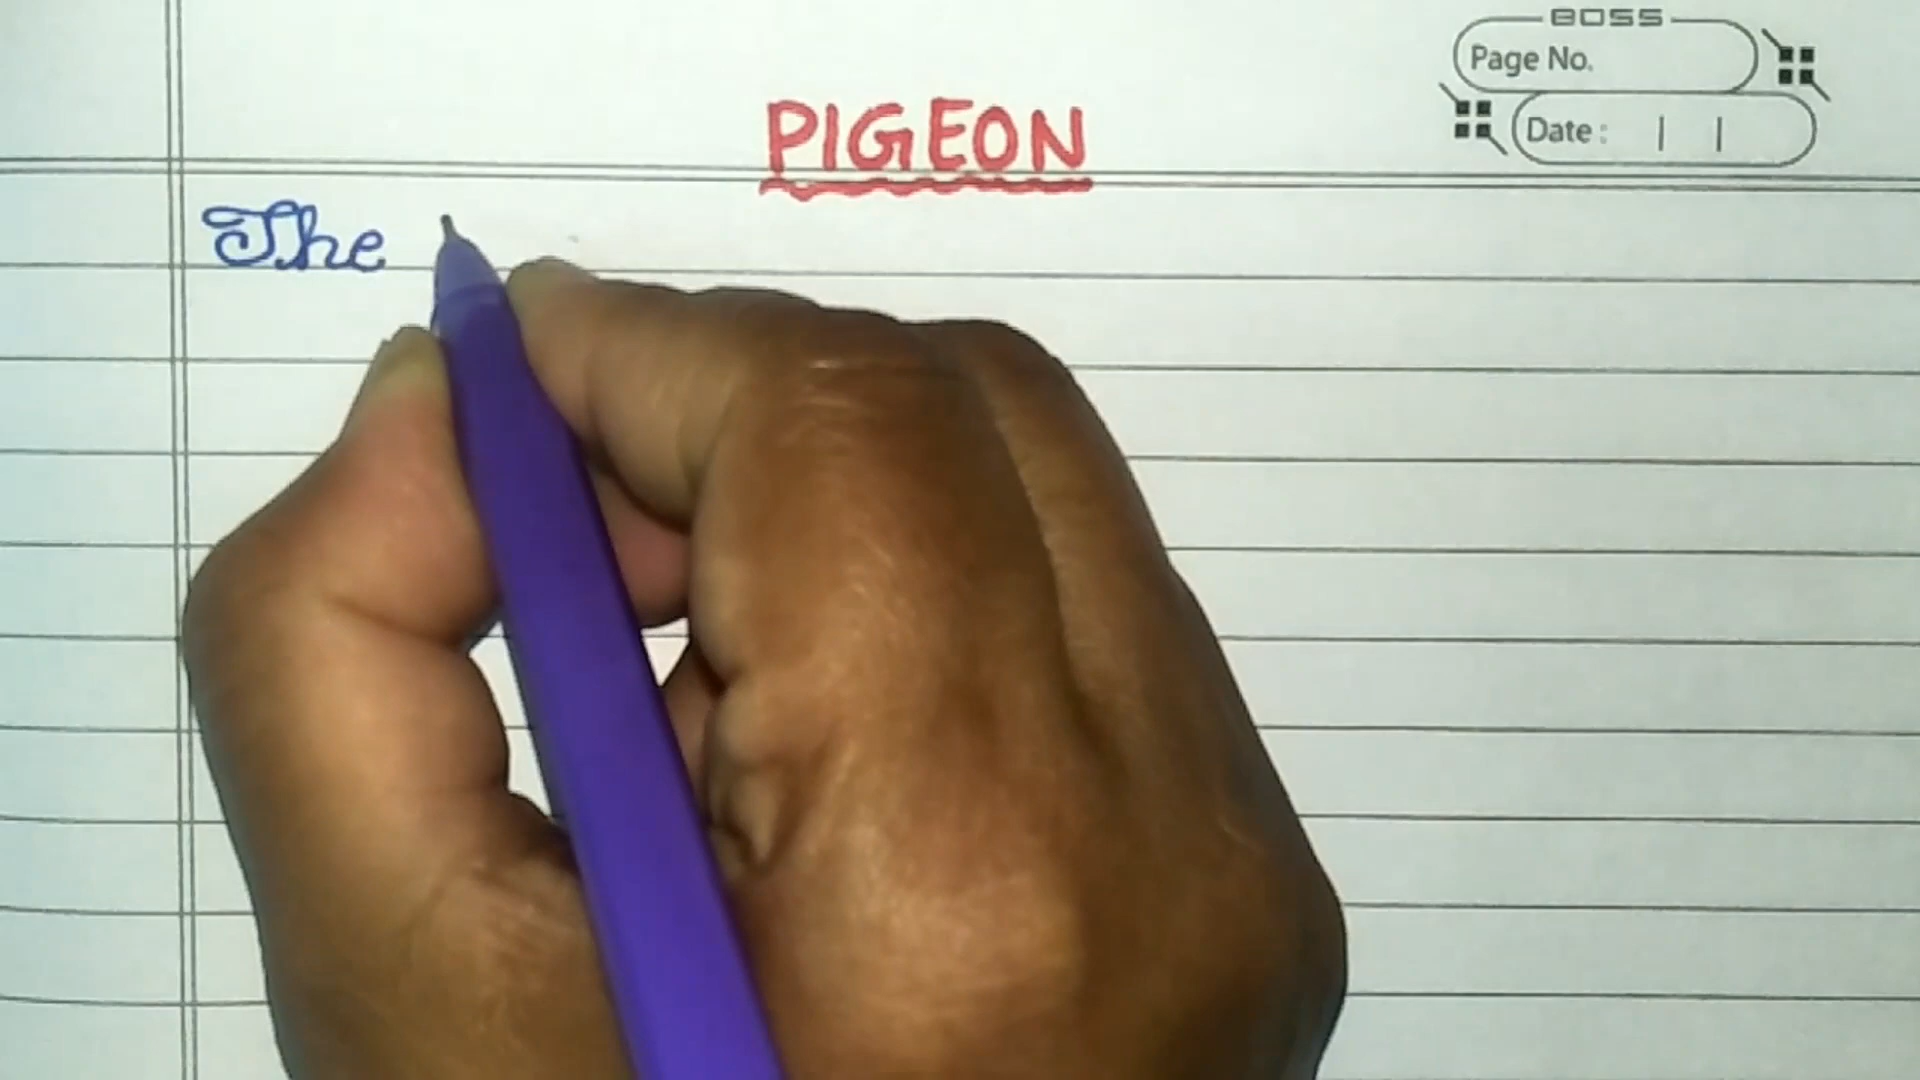 BOSS
Page No.
PIGEON
Date : | |
The